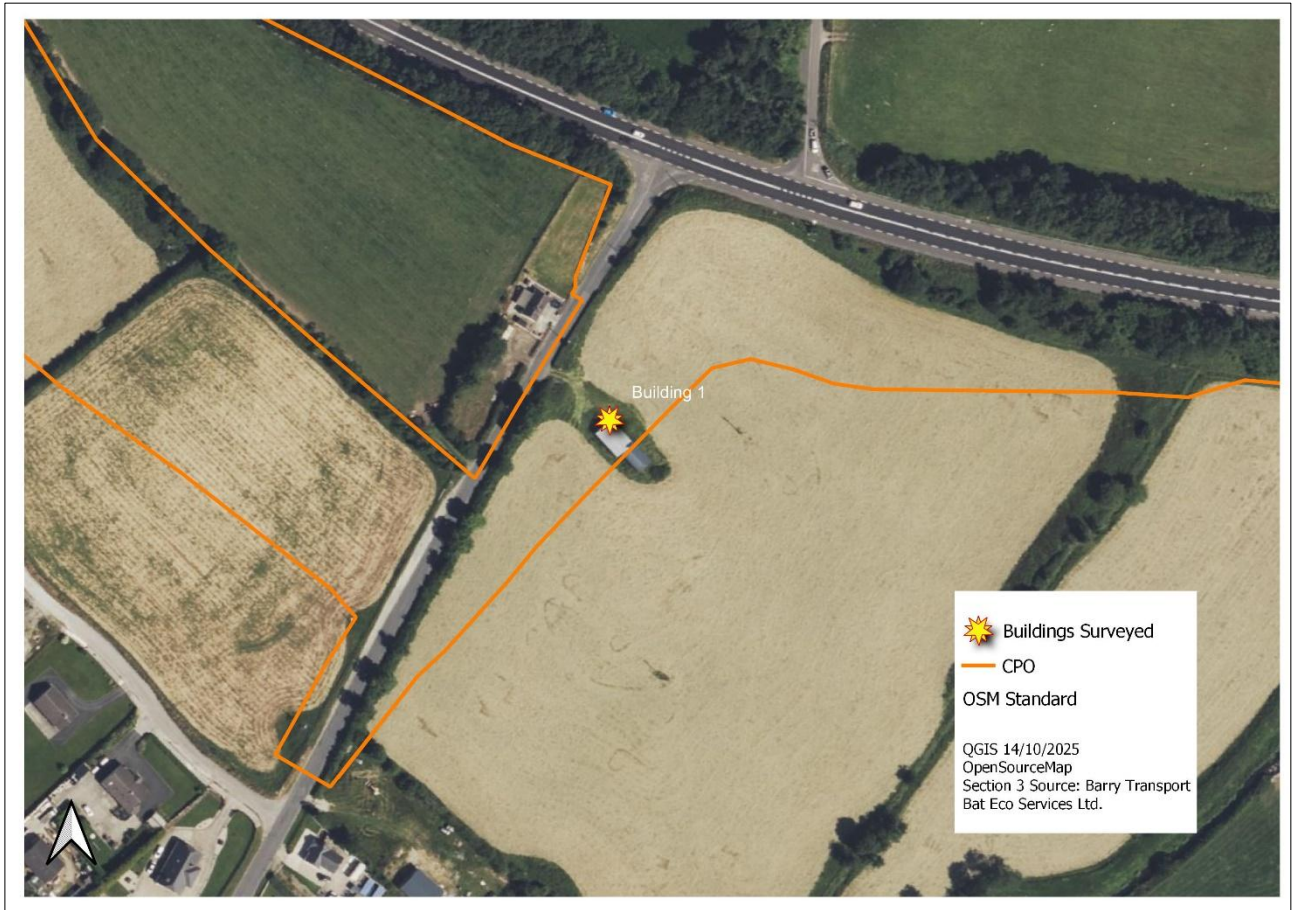 Building 1
Buildings Surveyed
CPO
OSM Standard
QGIS 14/10/2025
OpenSourceMap
Section 3 Source: Barry Transport
Bat Eco Services Ltd.